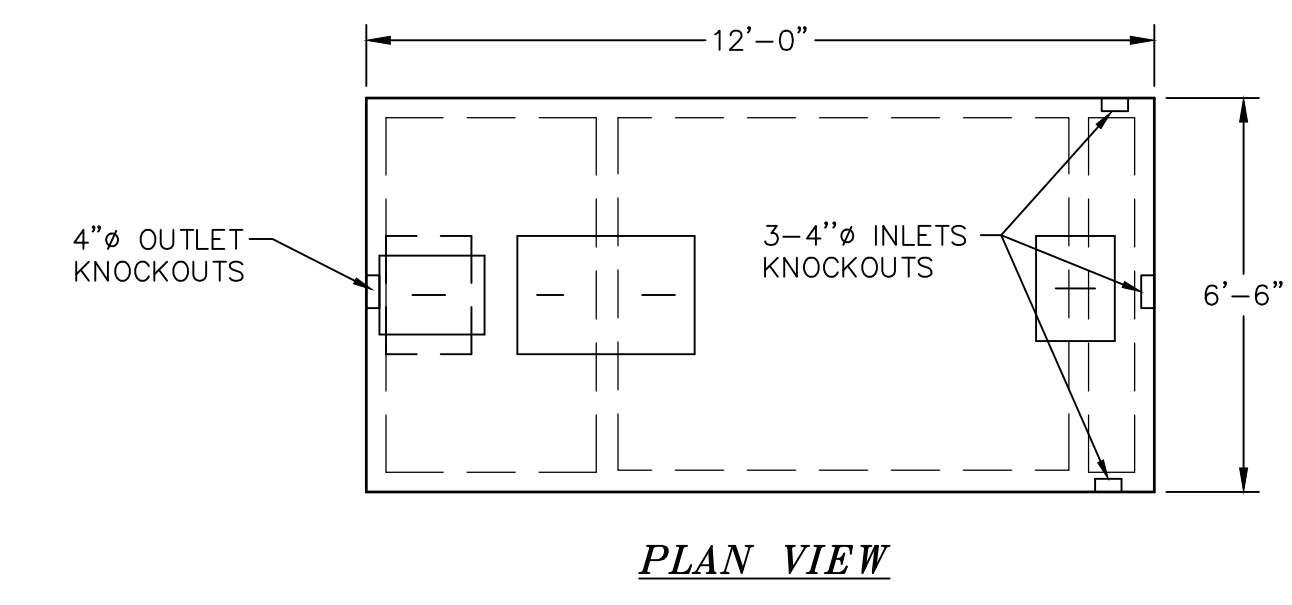 12'-0"
4"ø OUTLET
KNOCKOUTS
3-4''ø INLETS
KNOCKOUTS
6'-6"
PLAN VIEW